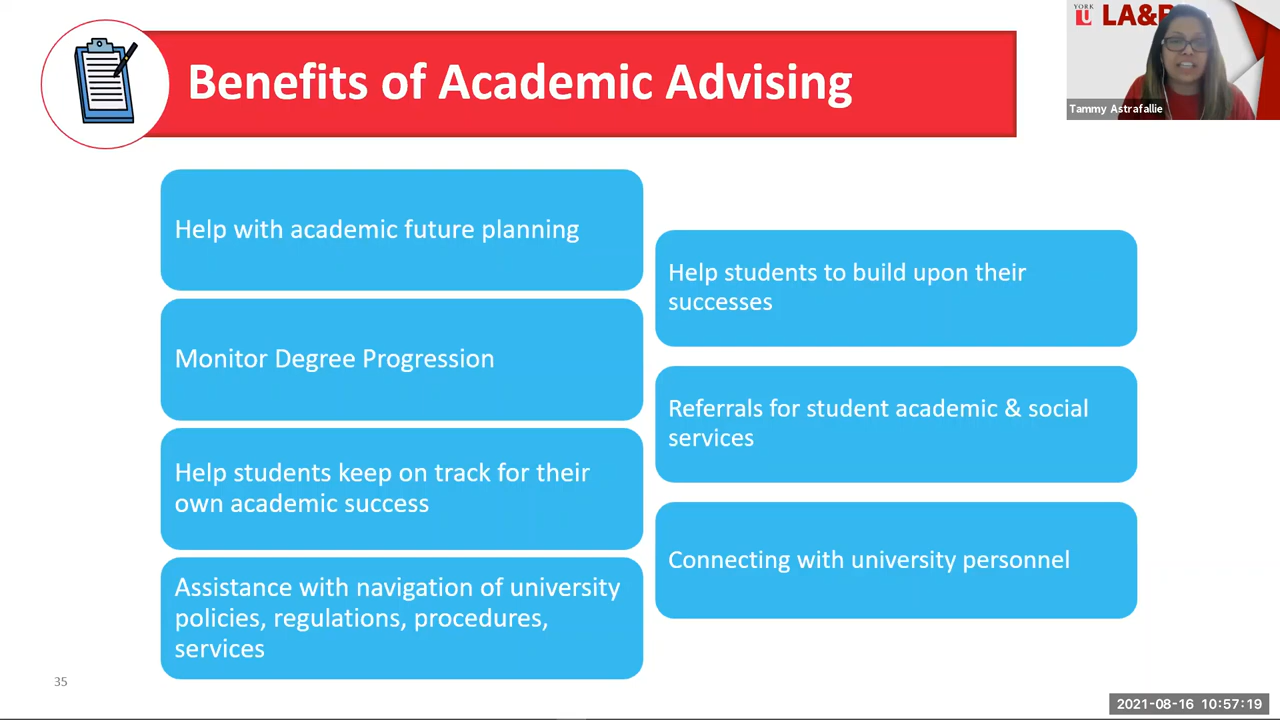 Benefits of Academic Advising
YORK
U
LA&P
Tammy Astrafallie
Help with academic future planning
Monitor Degree Progression
Help students keep on track for their
own academic success
Assistance with navigation of university
policies, regulations, procedures,
services
Help students to build upon their
successes
Referrals for student academic & social
services
Connecting with university personnel
35
2021-08-16 10:57:19